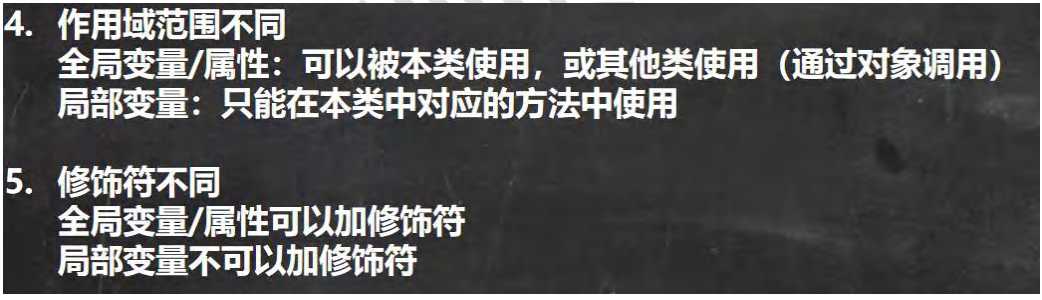 4. 作用域范围不同
全局变量/属性：可以被本类使用，或其他类使用（通过对象调用）
局部变量：只能在本类中对应的方法中使用
5. 修饰符不同
全局变量/属性可以加修饰符
局部变量不可以加修饰符